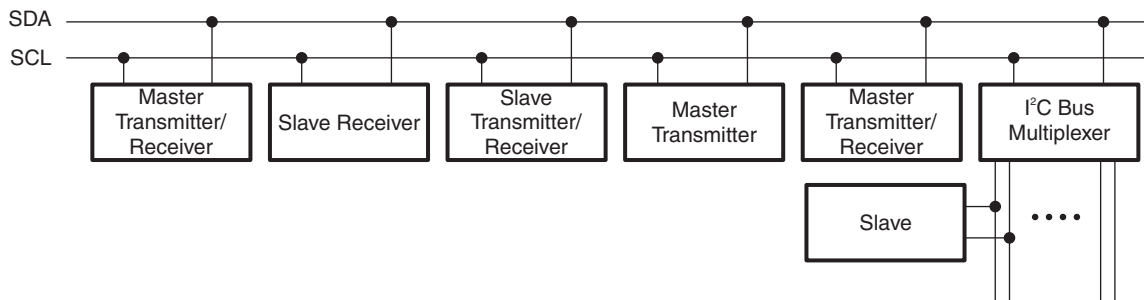 SDA
SCL
Master
Transmitter/
Receiver
Slave Receiver
Slave
Transmitter/
Receiver
Master
Transmitter
Master
Transmitter/
Receiver
I²C Bus
Multiplexer
Slave